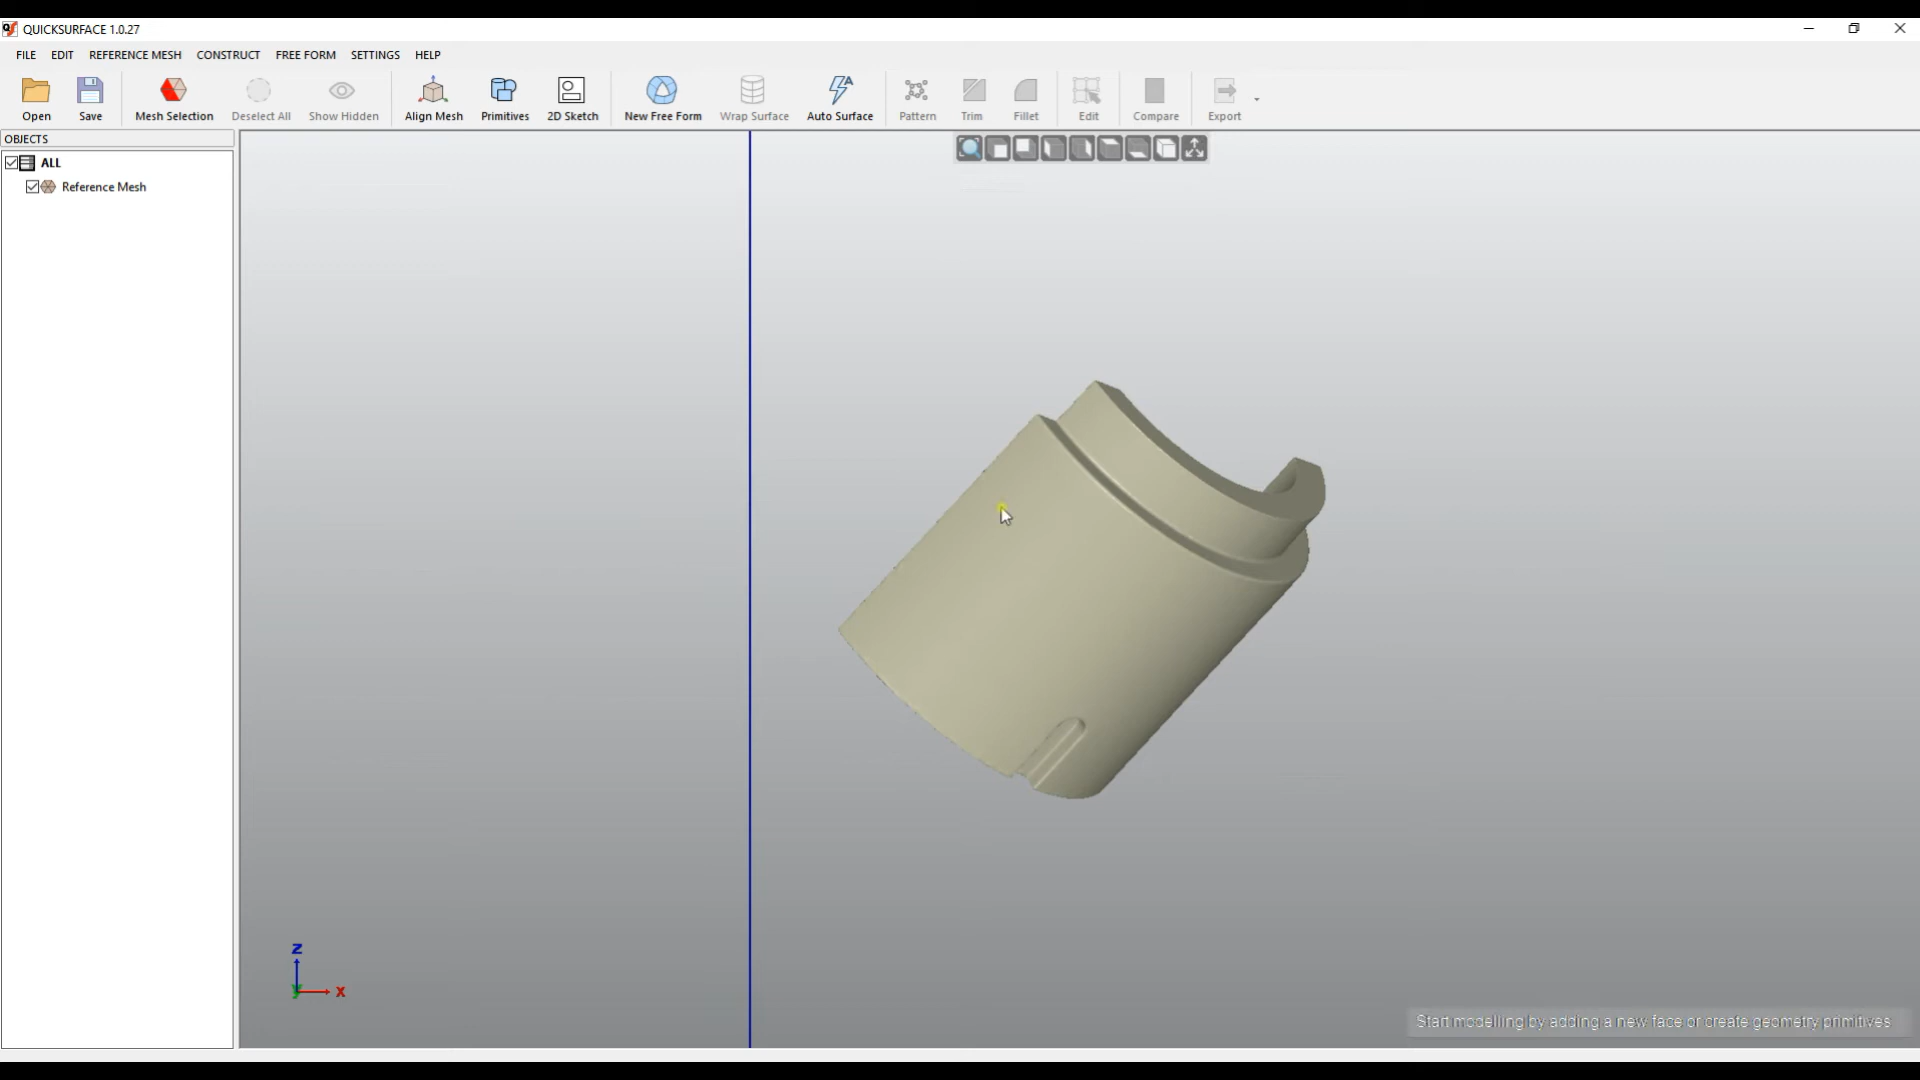 QUICKSURFACE 1.0.27
FILE EDIT REFERENCE MESH CONSTRUCT FREE FORM SETTINGS HELP
Open Save Mesh Selection Deselect All Show Hidden Align Mesh Primitives 2D Sketch New Free Form Wrap Surface Auto Surface Pattern Trim Fillet Edit Compare Export
OBJECTS
ALL
Reference Mesh
z
y x
Start modelling by adding a new face or create geometry primitives